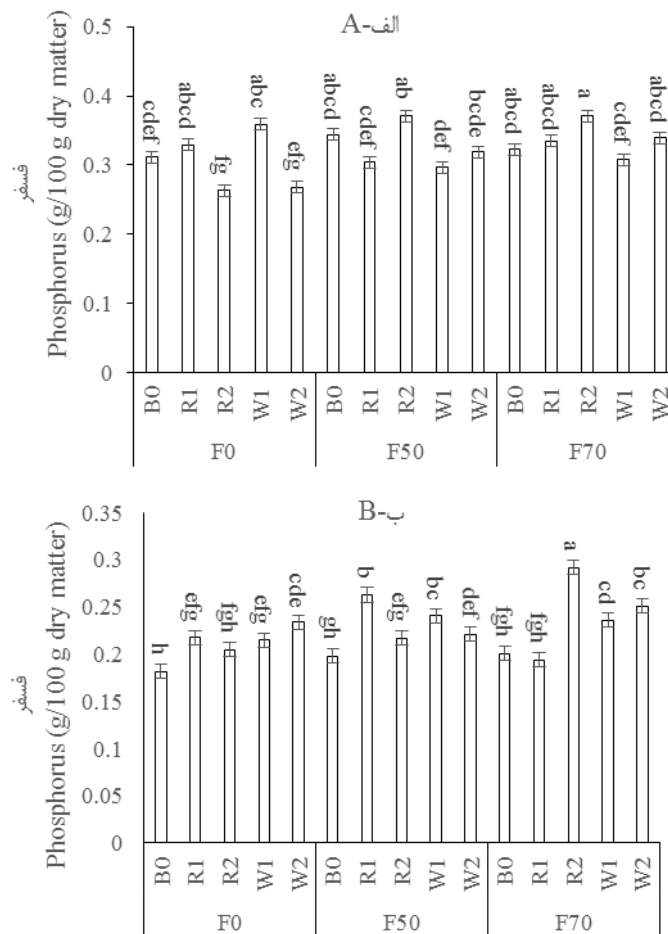 A-الف
فسفر
Phosphorus (g/100 g dry matter)
0.5
0.4
0.3
0.2
0.1
0
cdef abcd fg abc efg abcd cdef ab def bcde abcd abcd a cdef abcd
B0 R1 R2 W1 W2 B0 R1 R2 W1 W2 B0 R1 R2 W1 W2
F0 F50 F70
B-ب
فسفر
Phosphorus (g/100 g dry matter)
0.35
0.3
0.25
0.2
0.15
0.1
0.05
0
h efg fgh efg cde gh b efg bc def fgh fgh a cd bc
B0 R1 R2 W1 W2 B0 R1 R2 W1 W2 B0 R1 R2 W1 W2
F0 F50 F70